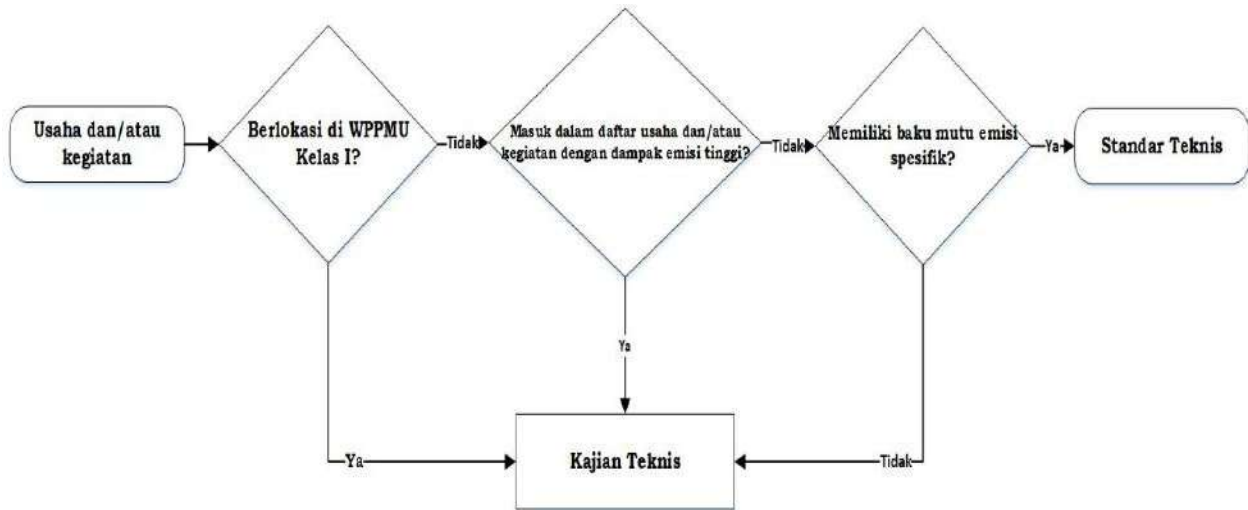 Usaha dan/atau
kegiatan
Berlokasi di WPPMU
Kelas I?
Tidak
Masuk dalam daftar usaha dan/atau
kegiatan dengan dampak emisi tinggi?
Tidak
Memiliki baku mutu emisi
spesifik?
Ya
Standar Teknis
Ya
Ya
Kajian Teknis
Tidak